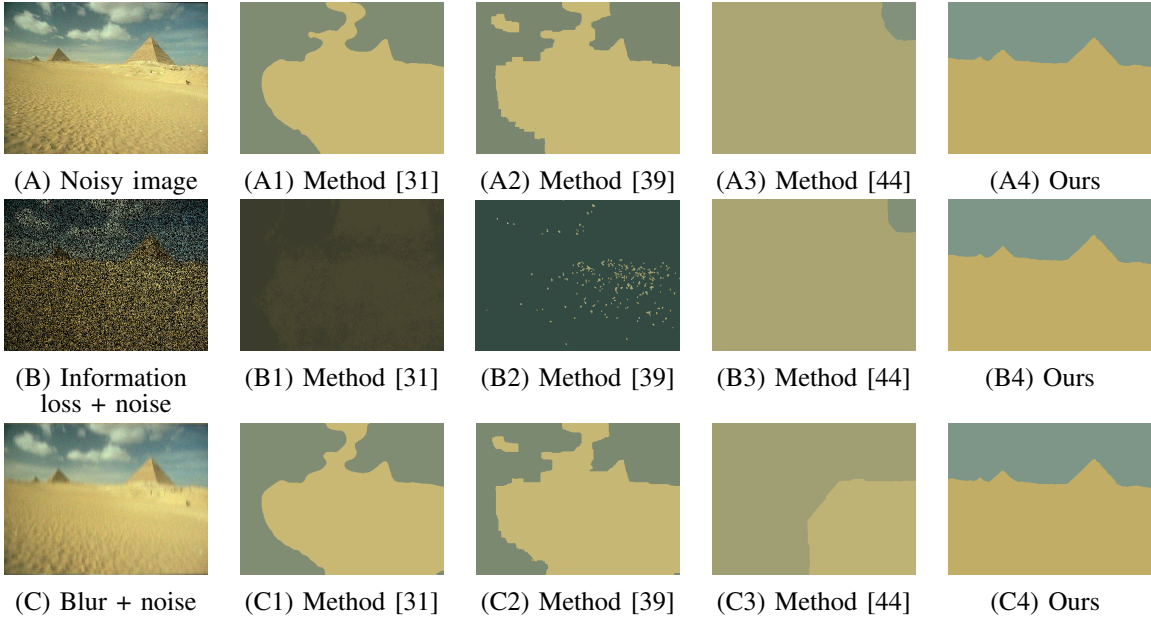 (A) Noisy image
(A1) Method [31]
(A2) Method [39]
(A3) Method [44]
(A4) Ours
(B) Information
loss + noise
(B1) Method [31]
(B2) Method [39]
(B3) Method [44]
(B4) Ours
(C) Blur + noise
(C1) Method [31]
(C2) Method [39]
(C3) Method [44]
(C4) Ours